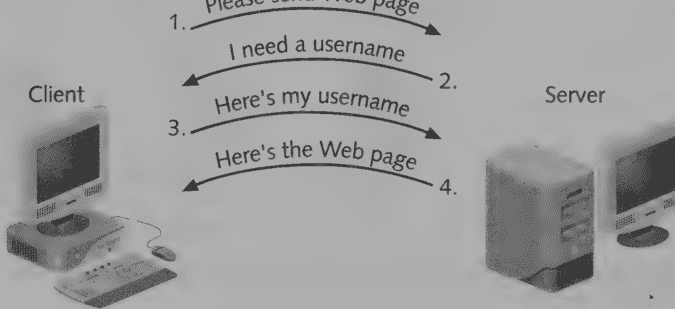 Please send Web page
1.
I need a username
2.
Client
Server
Here's my username
3.
Here's the Web page
4.